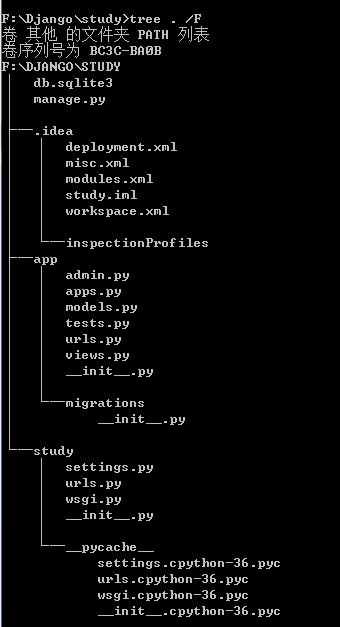 F:\Django\study>tree . /F
卷 其他 的文件夹 PATH 列表
卷序列号为 BC3C-BA0B
F:\DJANGO\STUDY
db.sqlite3
manage.py
.idea
deployment.xml
misc.xml
modules.xml
study.iml
workspace.xml
inspectionProfiles
app
admin.py
apps.py
models.py
tests.py
urls.py
views.py
__init__.py
migrations
__init__.py
study
settings.py
urls.py
wsgi.py
__init__.py
__pycache__
settings.cpython-36.pyc
urls.cpython-36.pyc
wsgi.cpython-36.pyc
__init__.cpython-36.pyc